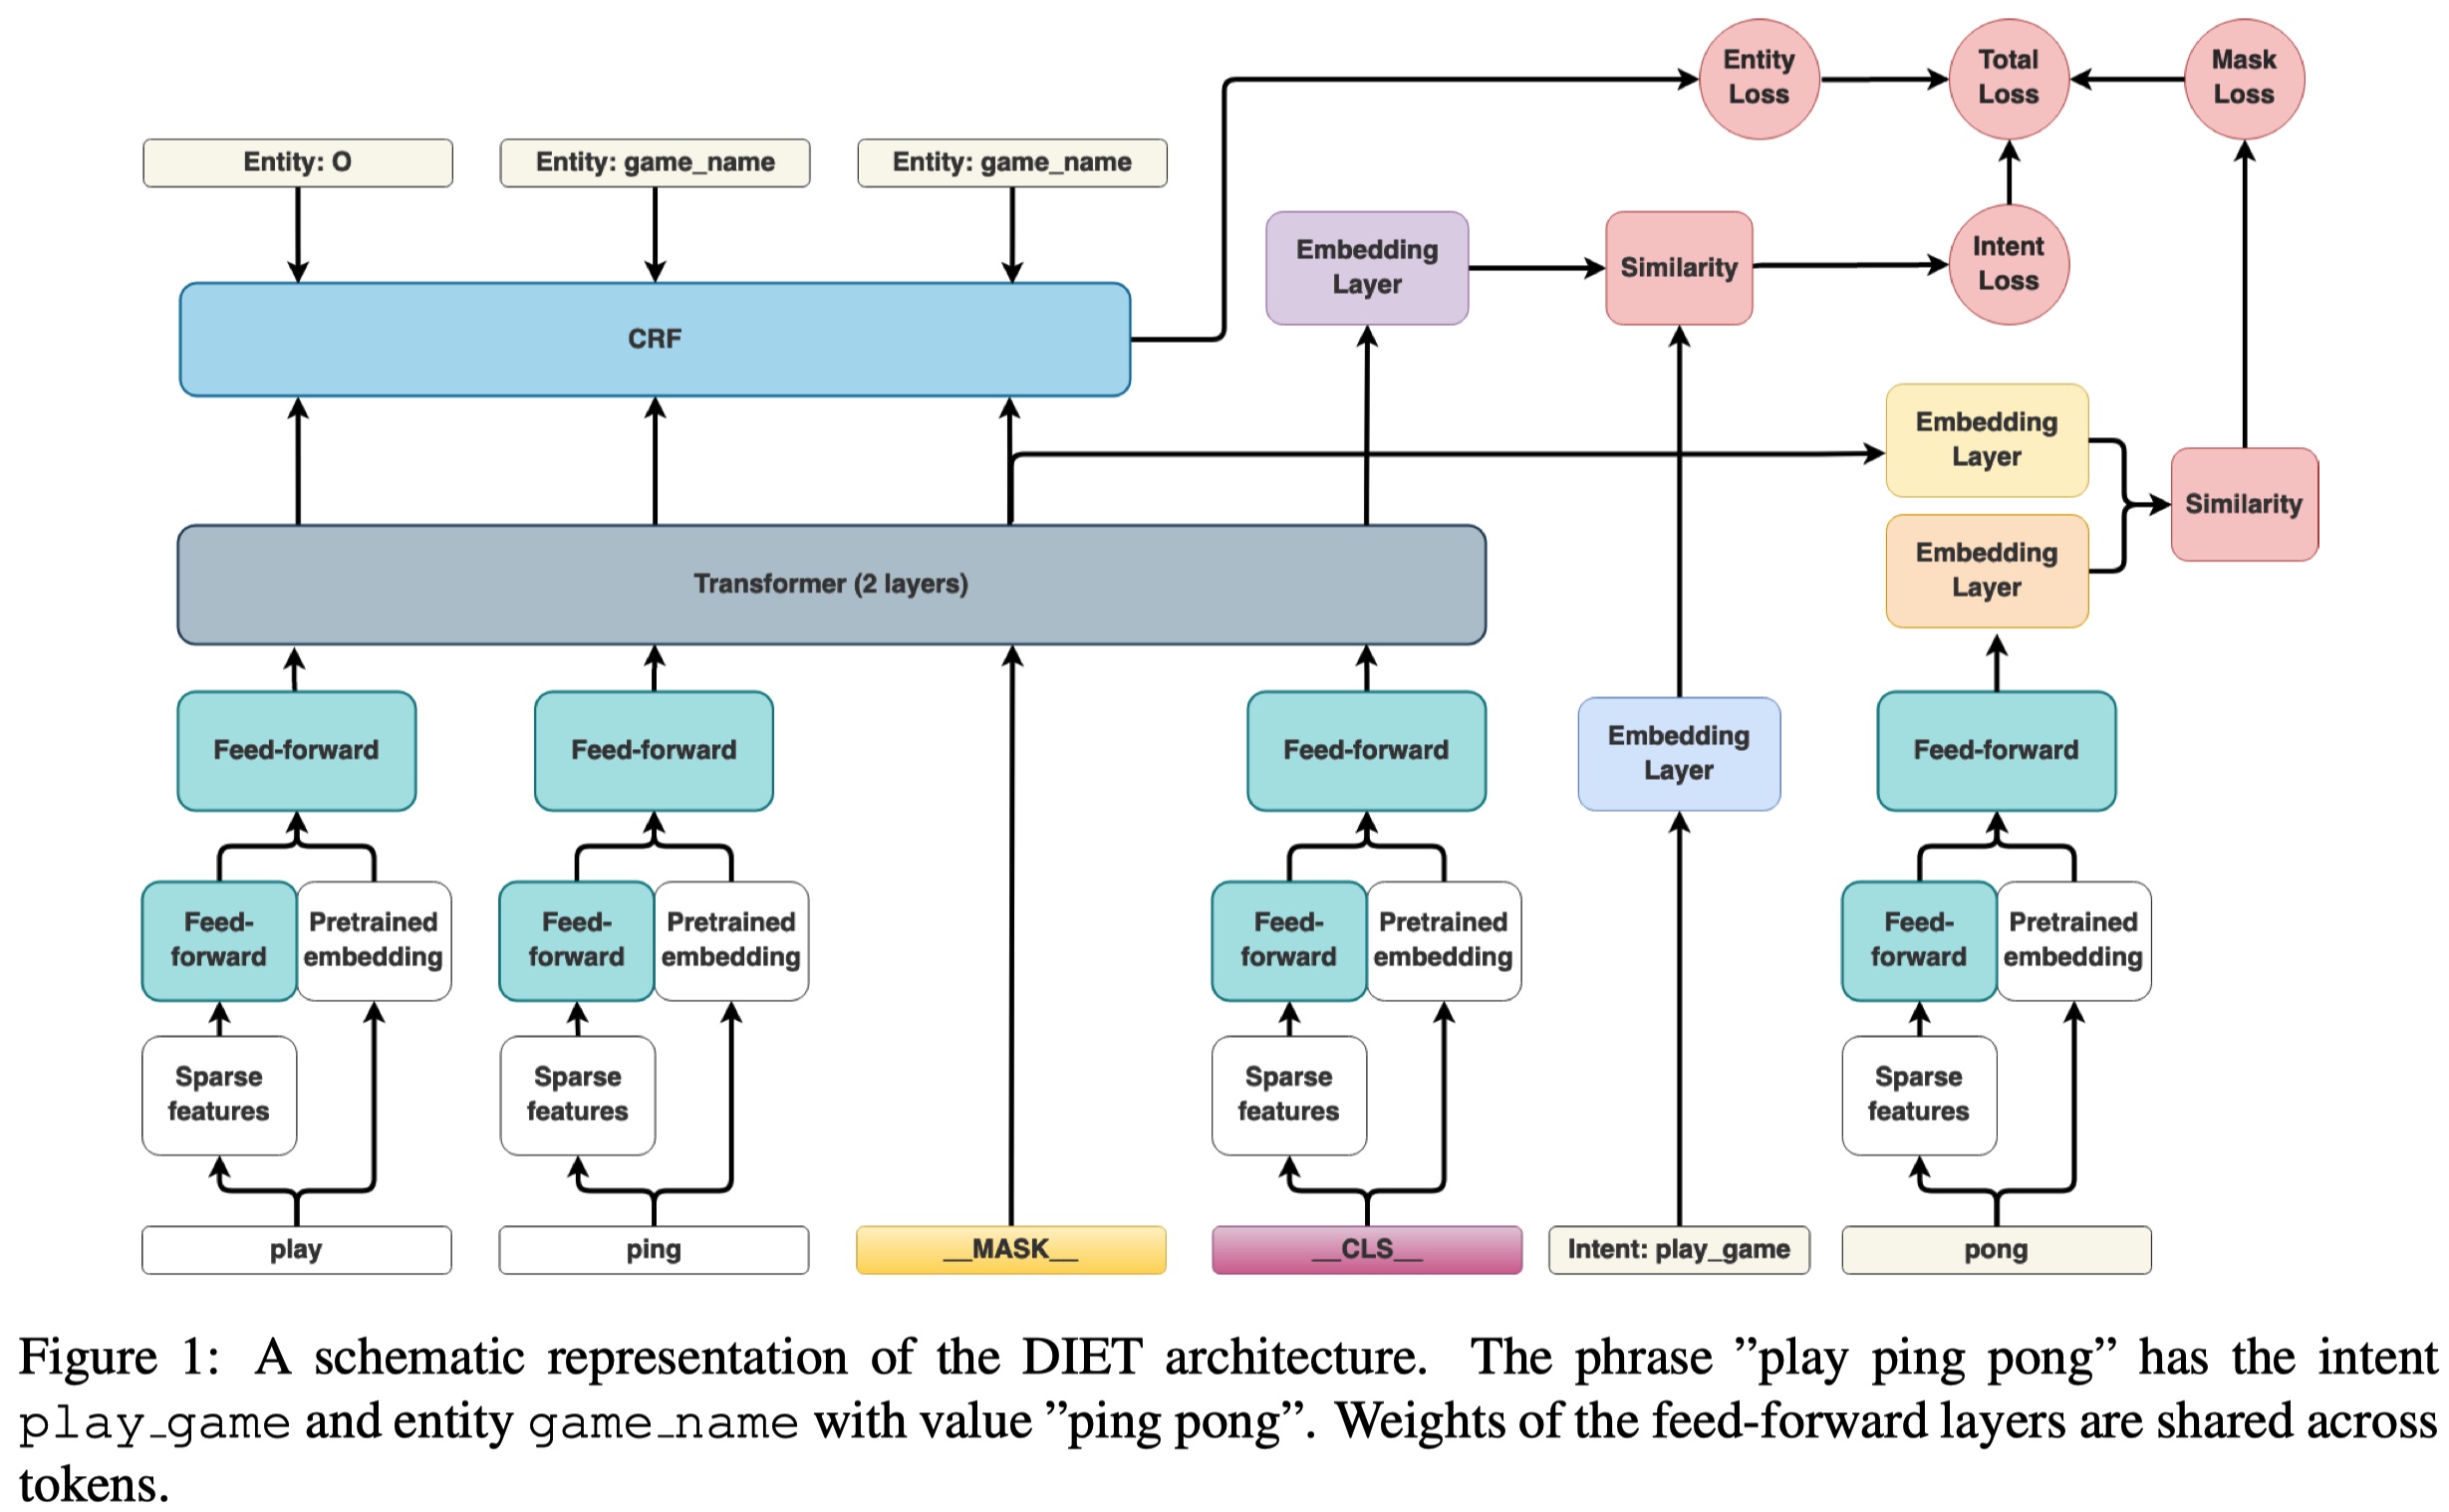 Entity
Loss
Total
Loss
Mask
Loss
Entity: O
Entity: game_name
Entity: game_name
Embedding
Layer
Similarity
Intent
Loss
CRF
Embedding
Layer
Similarity
Embedding
Layer
Transformer (2 layers)
Feed-forward
Feed-forward
Feed-forward
Embedding
Layer
Feed-forward
Feed-
forward
Pretrained
embedding
Feed-
forward
Pretrained
embedding
Feed-
forward
Pretrained
embedding
Feed-
forward
Pretrained
embedding
Sparse
features
Sparse
features
Sparse
features
Sparse
features
play
ping
__MASK__
__CLS__
Intent: play_game
pong
Figure 1: A schematic representation of the DIET architecture. The phrase ”play ping pong” has the intent
play_game and entity game_name with value ”ping pong”. Weights of the feed-forward layers are shared across
tokens.